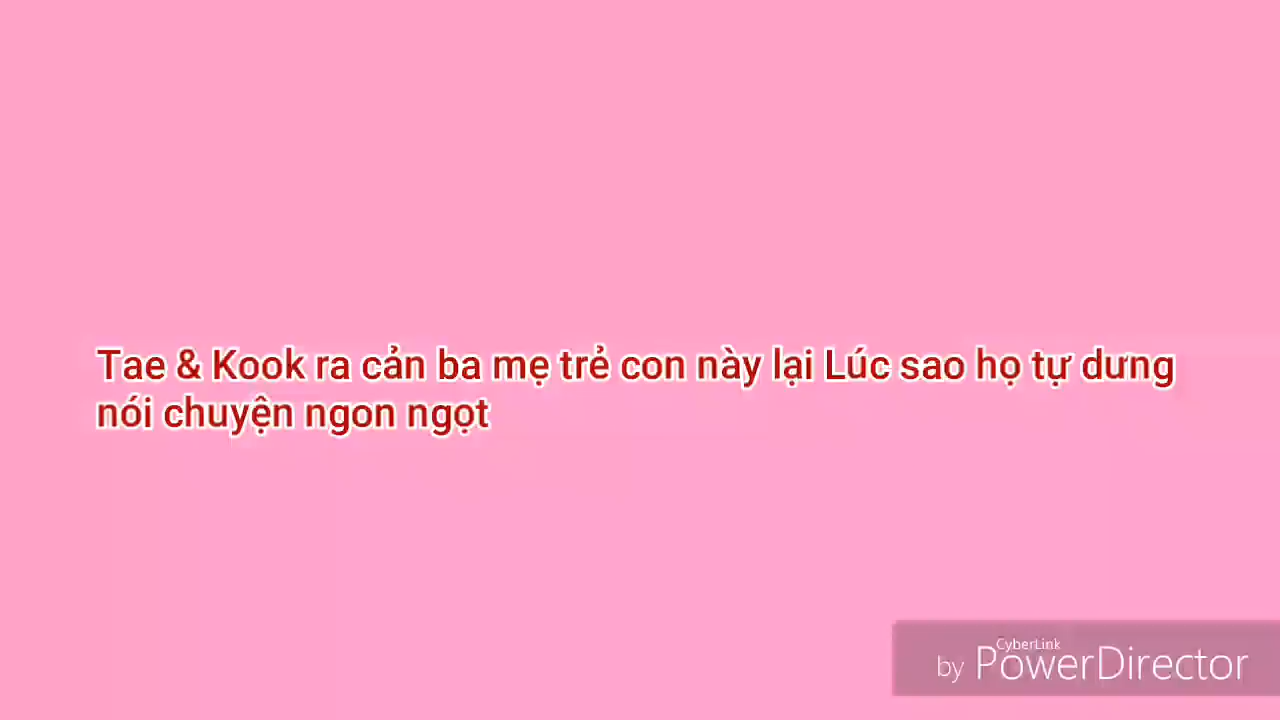 Tae & Kook ra cản ba mẹ trẻ con này lại Lúc sao họ tự dưng
nói chuyện ngon ngọt
CyberLink
by PowerDirector